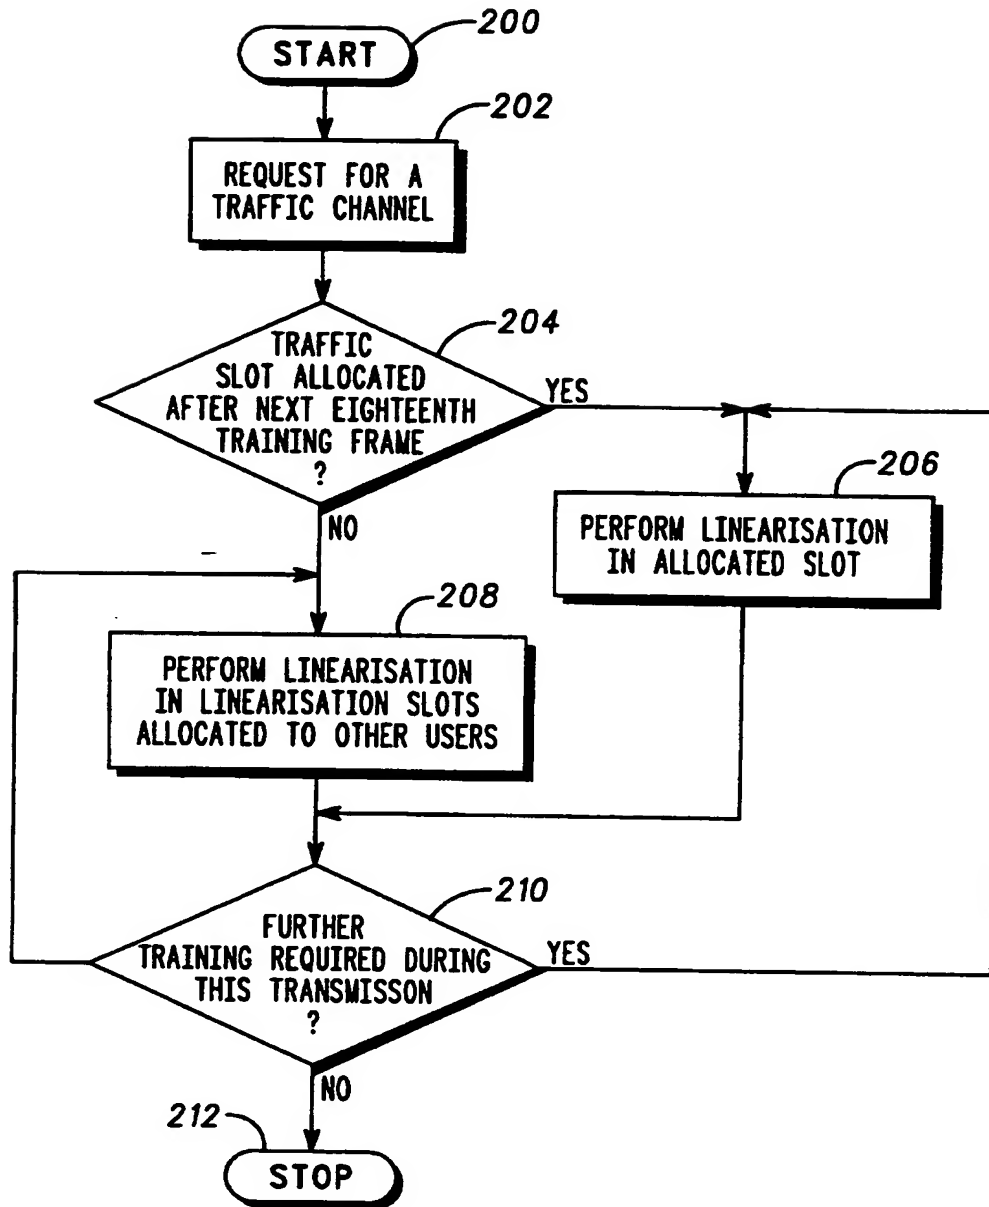 START
200
202
REQUEST FOR A
TRAFFIC CHANNEL
204
TRAFFIC
SLOT ALLOCATED
AFTER NEXT EIGHTEENTH
TRAINING FRAME
?
YES
NO
206
PERFORM LINEARISATION
IN ALLOCATED SLOT
208
PERFORM LINEARISATION
IN LINEARISATION SLOTS
ALLOCATED TO OTHER USERS
210
FURTHER
TRAINING REQUIRED DURING
THIS TRANSMISSON
?
YES
NO
212
STOP